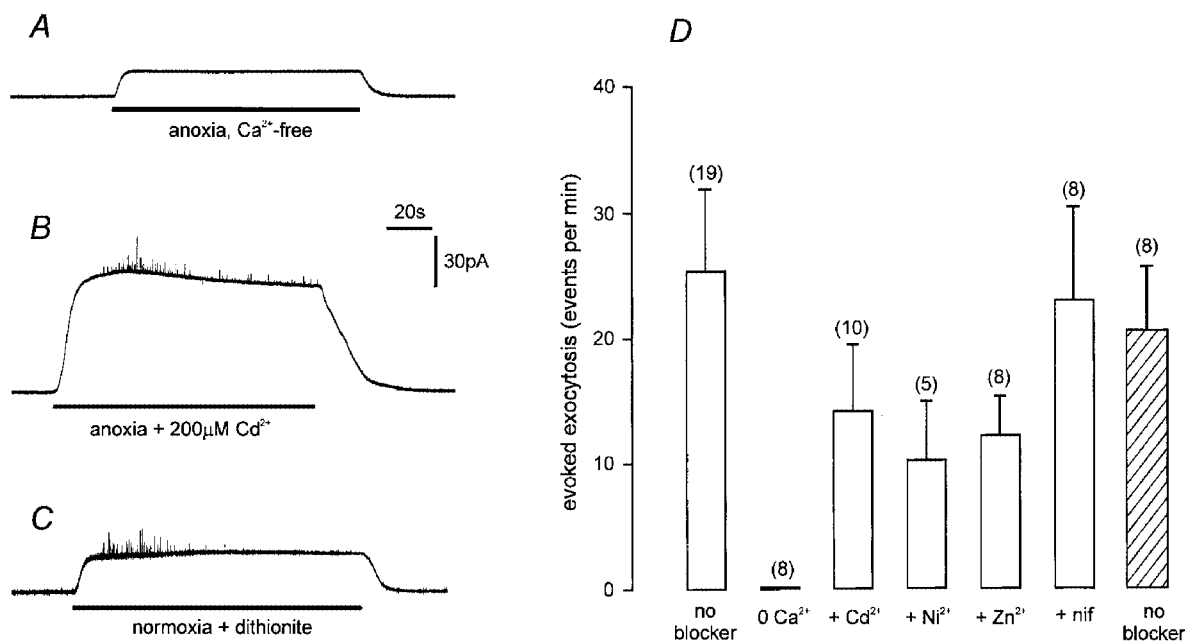 A
anoxia, Ca²⁺-free
B
20s
30pA
anoxia + 200µM Cd²⁺
C
normoxia + dithionite
D
evoked exocytosis (events per min)
40
30
20
10
0
(19)
(8)
(10)
(5)
(8)
(8)
(8)
no blocker
0 Ca²⁺
+ Cd²⁺
+ Ni²⁺
+ Zn²⁺
+ nif
no blocker